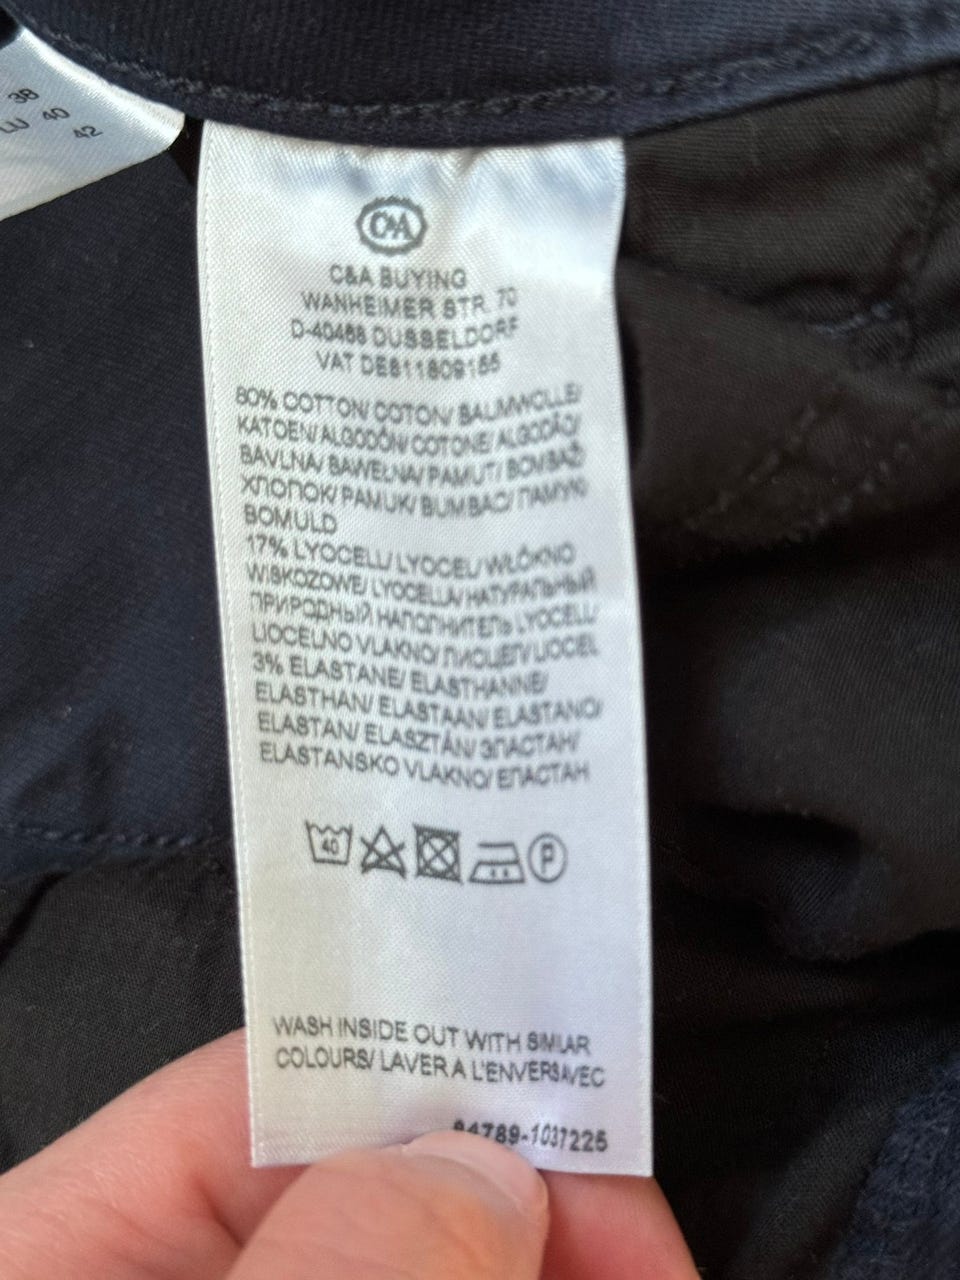 38
LU 40
42
C&A
C&A BUYING
WANHEIMER STR. 70
D-40468 DUSSELDORF
VAT DE811809155
80% COTTON/ COTON/ BAUMWOLLE/
KATOEN/ ALGODÓN/ COTONE/ ALGODÃO/
BAVLNA/ BAWEŁNA/ PAMUT/ BOMBAŽ
ХЛОПОК/ PAMUK/ BUMBAC/ ПАМУК/
BOMULD
17% LYOCELL/ LYOCEL/ WŁÓKNO
WISKOZOWE/ LYOCELLA/ НАТУРАЛЬНЫЙ
ПРИРОДНЫЙ НАПОЛНИТЕЛЬ LYOCELL/
LIOCELNO VLAKNO/ ЛИОЦЕЛ/ LIOCEL
3% ELASTANE/ ELASTHANNE/
ELASTHAN/ ELASTAAN/ ELASTANO/
ELASTAN/ ELASZTÁN/ ЭЛАСТАН/
ELASTANSKO VLAKNO/ ЕЛАСТАН
40
P
WASH INSIDE OUT WITH SIMILAR
COLOURS/ LAVER A L'ENVERS AVEC
-1037225